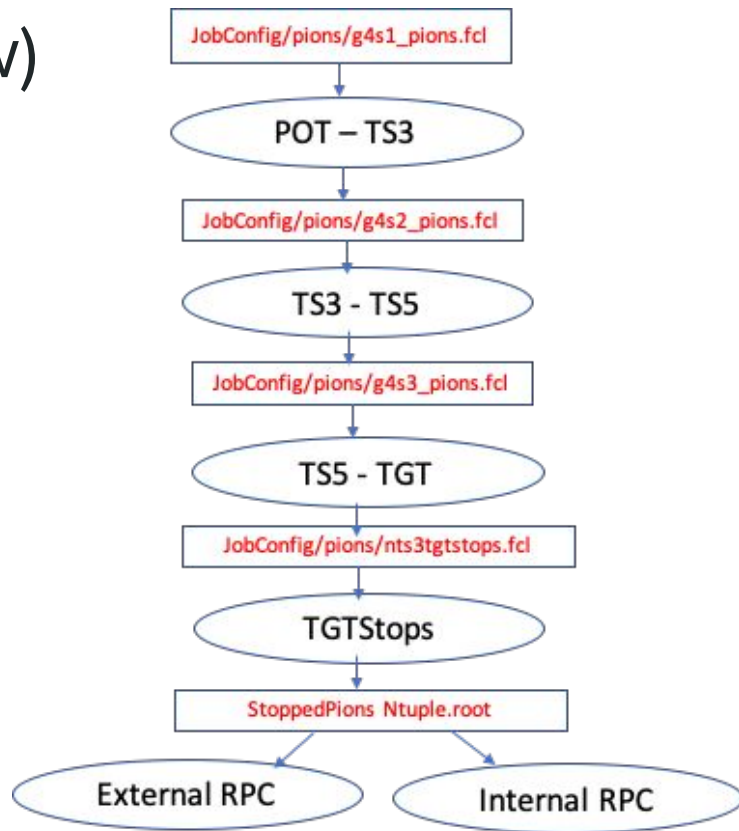 w)
JobConfig/pions/g4s1_pions.fcl
POT – TS3
JobConfig/pions/g4s2_pions.fcl
TS3 - TS5
JobConfig/pions/g4s3_pions.fcl
TS5 - TGT
JobConfig/pions/nts3tgtstops.fcl
TGTStops
StoppedPions Ntuple.root
External RPC
Internal RPC